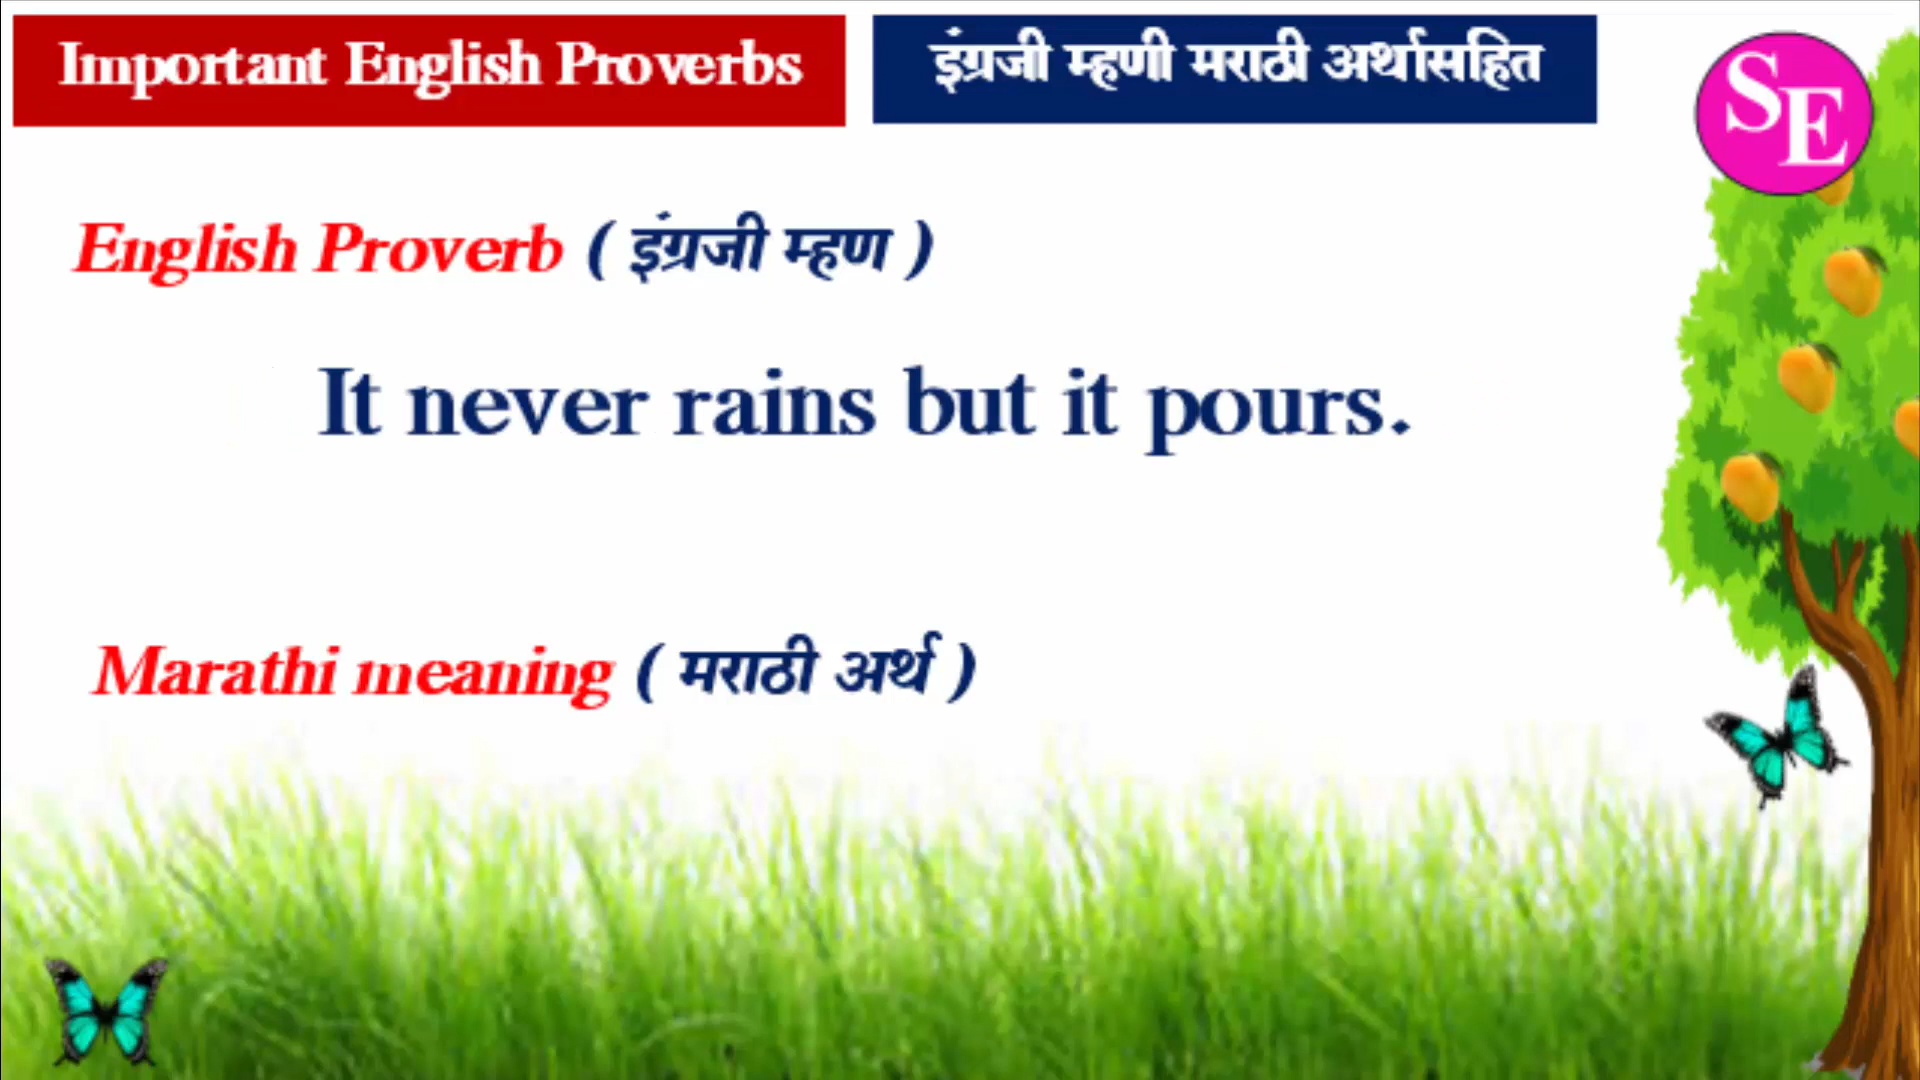 Important English Proverbs
इंग्रजी म्हणी मराठी अर्थासहित
SE
English Proverb ( इंग्रजी म्हण )
It never rains but it pours.
Marathi meaning ( मराठी अर्थ )